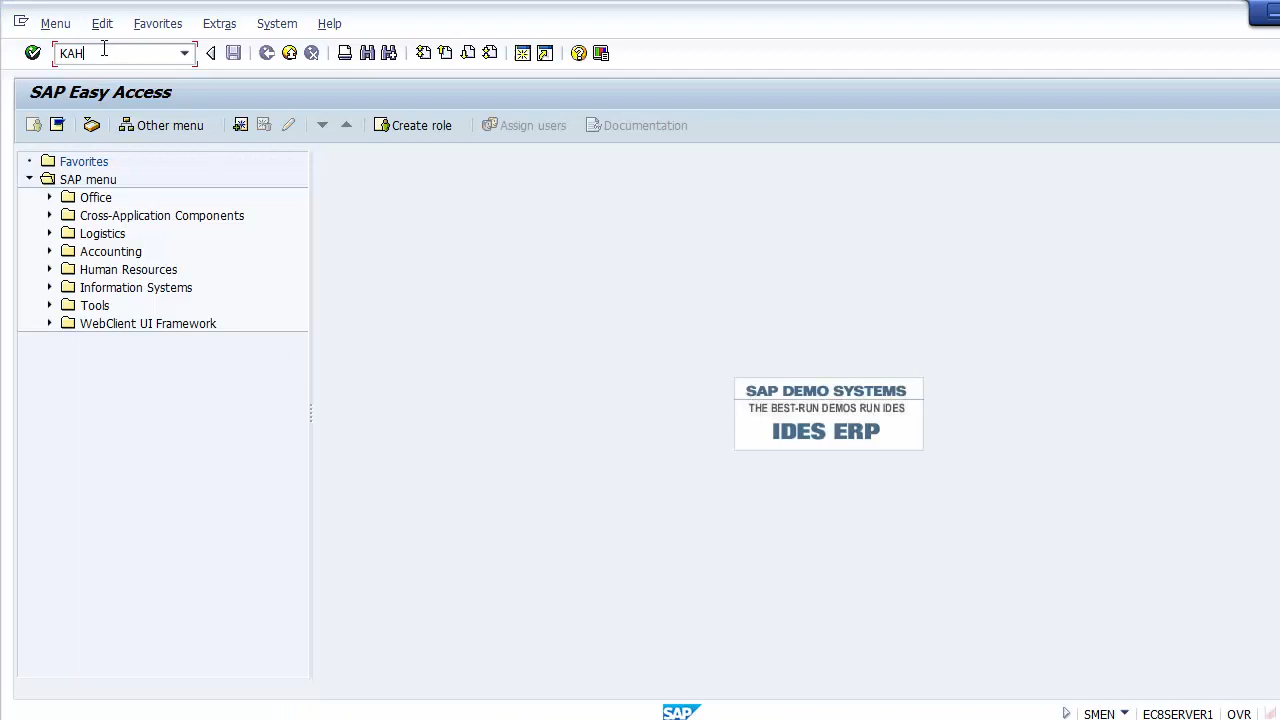 Menu Edit Favorites Extras System Help
KAH
SAP Easy Access
Other menu Create role Assign users Documentation
Favorites
SAP menu
Office
Cross-Application Components
Logistics
Accounting
Human Resources
Information Systems
Tools
WebClient UI Framework
SAP DEMO SYSTEMS
THE BEST-RUN DEMOS RUN IDES
IDES ERP
SAP SMEN EC8SERVER1 OVR